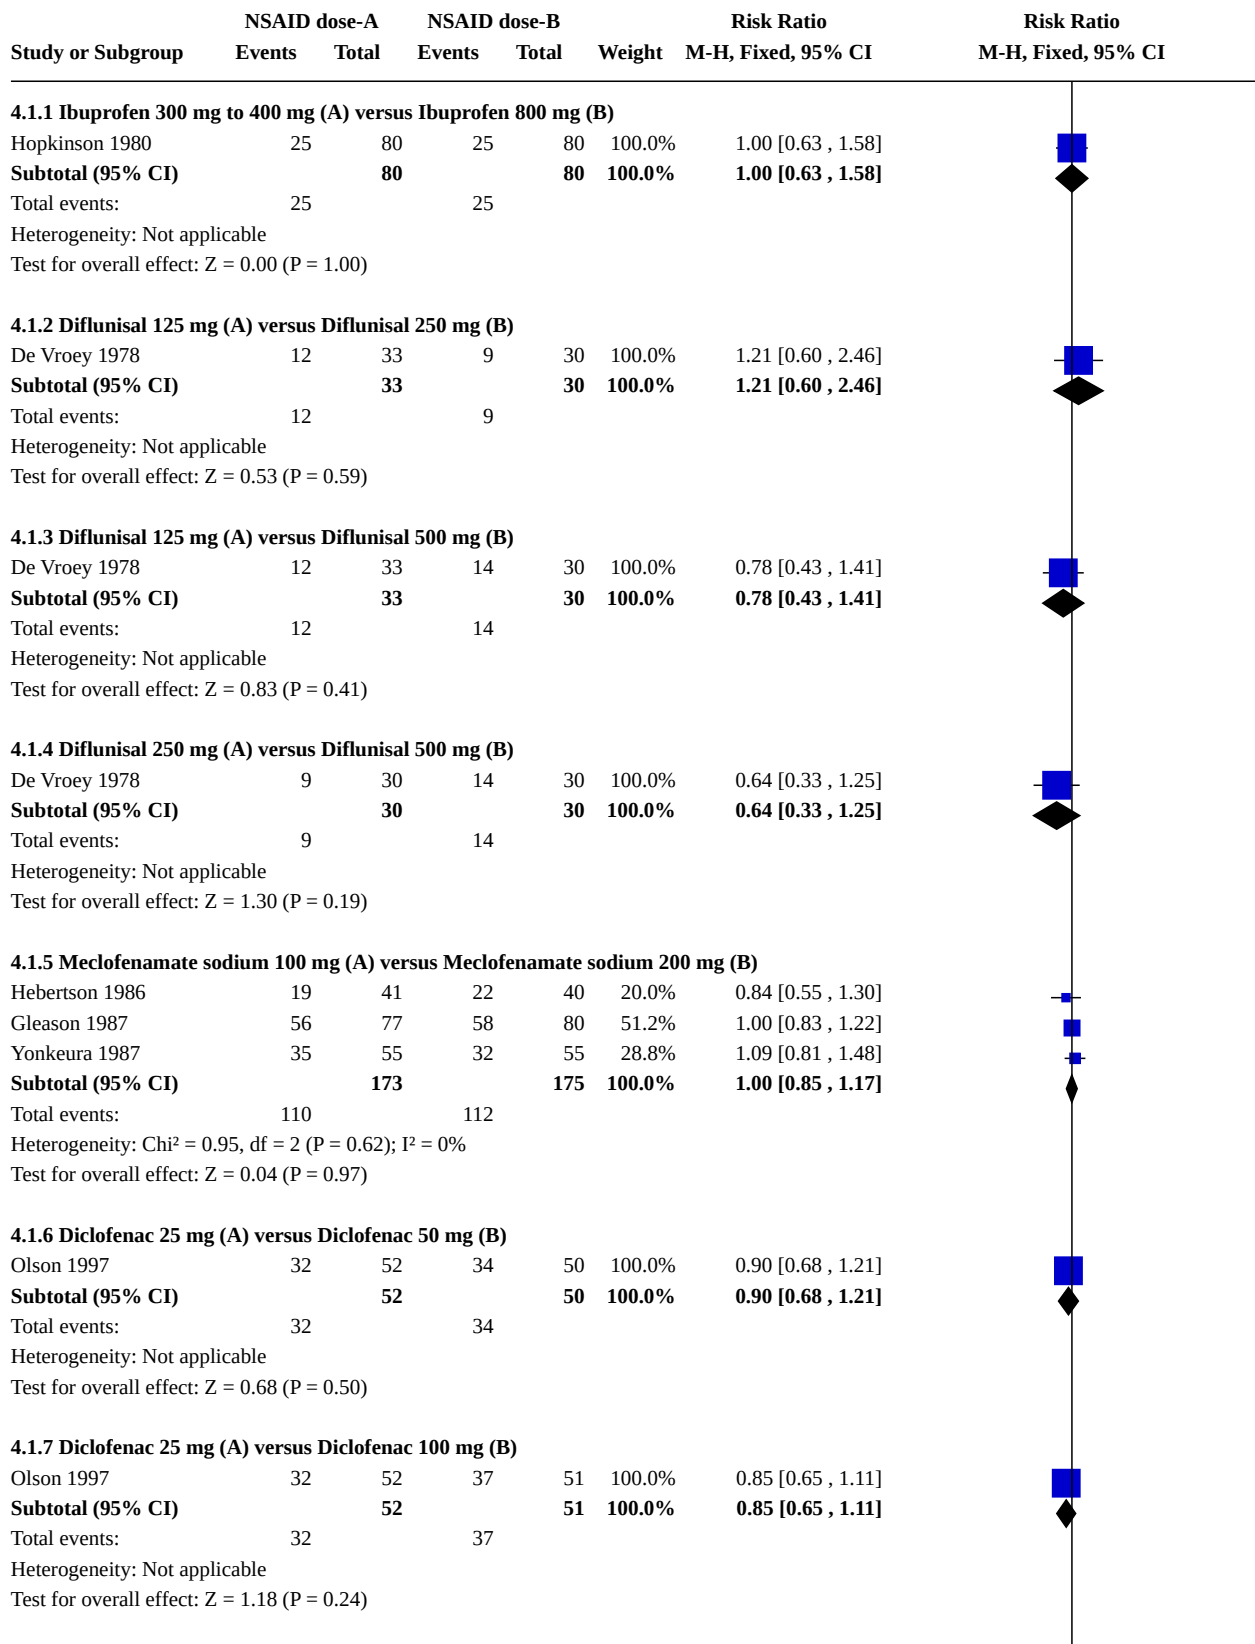 NSAID dose-A NSAID dose-B Risk Ratio Risk Ratio
Study or Subgroup Events Total Events Total Weight M-H, Fixed, 95% CI M-H, Fixed, 95% CI
4.1.1 Ibuprofen 300 mg to 400 mg (A) versus Ibuprofen 800 mg (B)
Hopkinson 1980 25 80 25 80 100.0% 1.00 [0.63 , 1.58]
Subtotal (95% CI) 80 80 100.0% 1.00 [0.63 , 1.58]
Total events: 25 25
Heterogeneity: Not applicable
Test for overall effect: Z = 0.00 (P = 1.00)
4.1.2 Diflunisal 125 mg (A) versus Diflunisal 250 mg (B)
De Vroey 1978 12 33 9 30 100.0% 1.21 [0.60 , 2.46]
Subtotal (95% CI) 33 30 100.0% 1.21 [0.60 , 2.46]
Total events: 12 9
Heterogeneity: Not applicable
Test for overall effect: Z = 0.53 (P = 0.59)
4.1.3 Diflunisal 125 mg (A) versus Diflunisal 500 mg (B)
De Vroey 1978 12 33 14 30 100.0% 0.78 [0.43 , 1.41]
Subtotal (95% CI) 33 30 100.0% 0.78 [0.43 , 1.41]
Total events: 12 14
Heterogeneity: Not applicable
Test for overall effect: Z = 0.83 (P = 0.41)
4.1.4 Diflunisal 250 mg (A) versus Diflunisal 500 mg (B)
De Vroey 1978 9 30 14 30 100.0% 0.64 [0.33 , 1.25]
Subtotal (95% CI) 30 30 100.0% 0.64 [0.33 , 1.25]
Total events: 9 14
Heterogeneity: Not applicable
Test for overall effect: Z = 1.30 (P = 0.19)
4.1.5 Meclofenamate sodium 100 mg (A) versus Meclofenamate sodium 200 mg (B)
Hebertson 1986 19 41 22 40 20.0% 0.84 [0.55 , 1.30]
Gleason 1987 56 77 58 80 51.2% 1.00 [0.83 , 1.22]
Yonkeura 1987 35 55 32 55 28.8% 1.09 [0.81 , 1.48]
Subtotal (95% CI) 173 175 100.0% 1.00 [0.85 , 1.17]
Total events: 110 112
Heterogeneity: Chi² = 0.95, df = 2 (P = 0.62); I² = 0%
Test for overall effect: Z = 0.04 (P = 0.97)
4.1.6 Diclofenac 25 mg (A) versus Diclofenac 50 mg (B)
Olson 1997 32 52 34 50 100.0% 0.90 [0.68 , 1.21]
Subtotal (95% CI) 52 50 100.0% 0.90 [0.68 , 1.21]
Total events: 32 34
Heterogeneity: Not applicable
Test for overall effect: Z = 0.68 (P = 0.50)
4.1.7 Diclofenac 25 mg (A) versus Diclofenac 100 mg (B)
Olson 1997 32 52 37 51 100.0% 0.85 [0.65 , 1.11]
Subtotal (95% CI) 52 51 100.0% 0.85 [0.65 , 1.11]
Total events: 32 37
Heterogeneity: Not applicable
Test for overall effect: Z = 1.18 (P = 0.24)